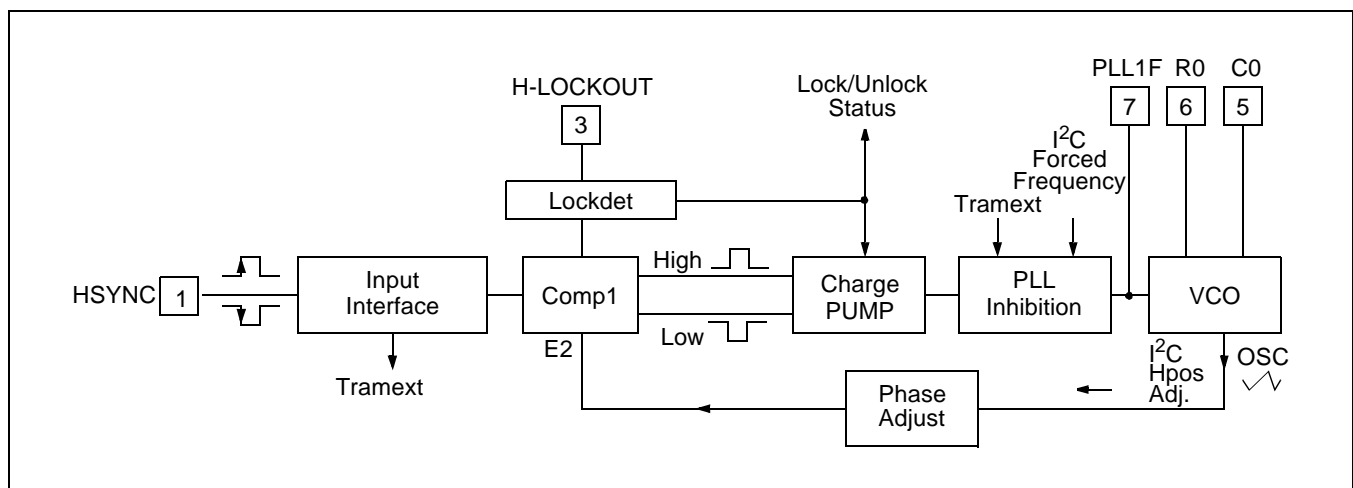 PLL1F R0 C0
7 6 5
H-LOCKOUT
3
Lock/Unlock
Status
I²C
Forced
Frequency
Tramext
Lockdet
HSYNC 1
Input
Interface
Tramext
Comp1
E2
High
Low
Charge
PUMP
PLL
Inhibition
VCO
I²C
Hpos
Adj.
OSC
Phase
Adjust